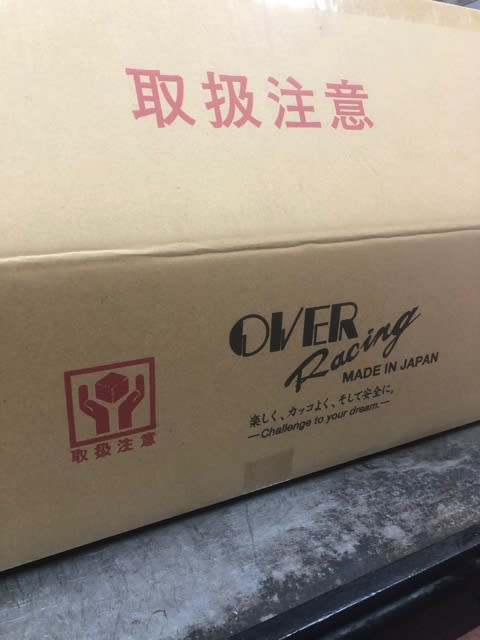 取扱注意
OVER
Racing
MADE IN JAPAN
楽しく、カッコよく、そして安全に。
—Challenge to your dream.—
取扱注意